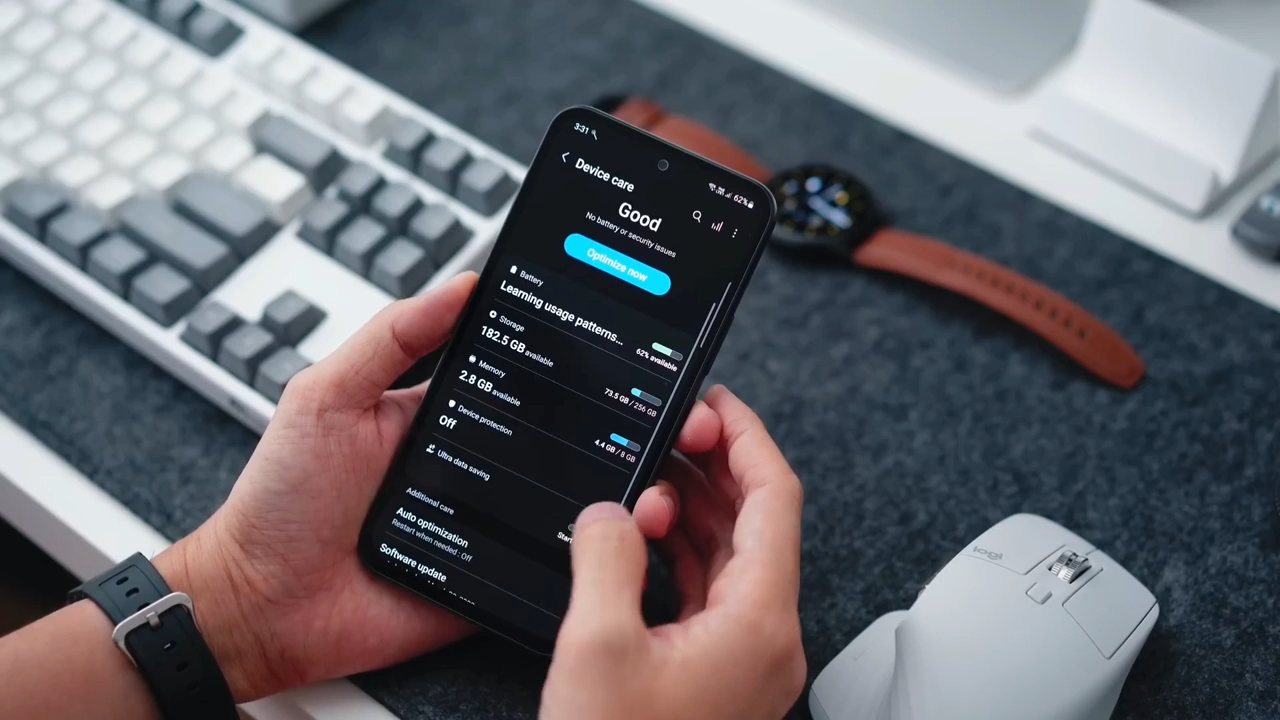 3:31
62%
Device care
Good
No battery or security issues
Optimize now
Battery
Learning usage patterns...
62% available
Storage
182.5 GB available
73.5 GB / 256 GB
Memory
2.8 GB available
4.4 GB / 8 GB
Device protection
Off
Ultra data saving
Additional care
Auto optimization
Restart when needed : Off
Software update
logi